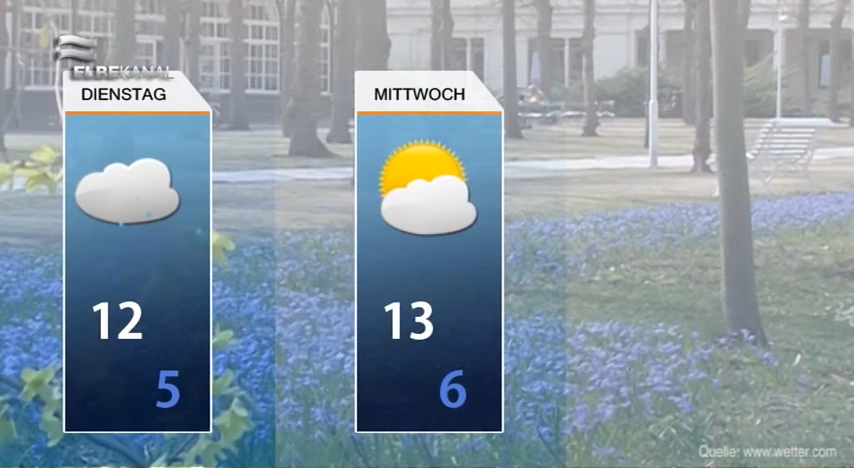 ELBEKANAL
DIENSTAG
MITTWOCH
12
13
5
6
Quelle: www.wetter.com